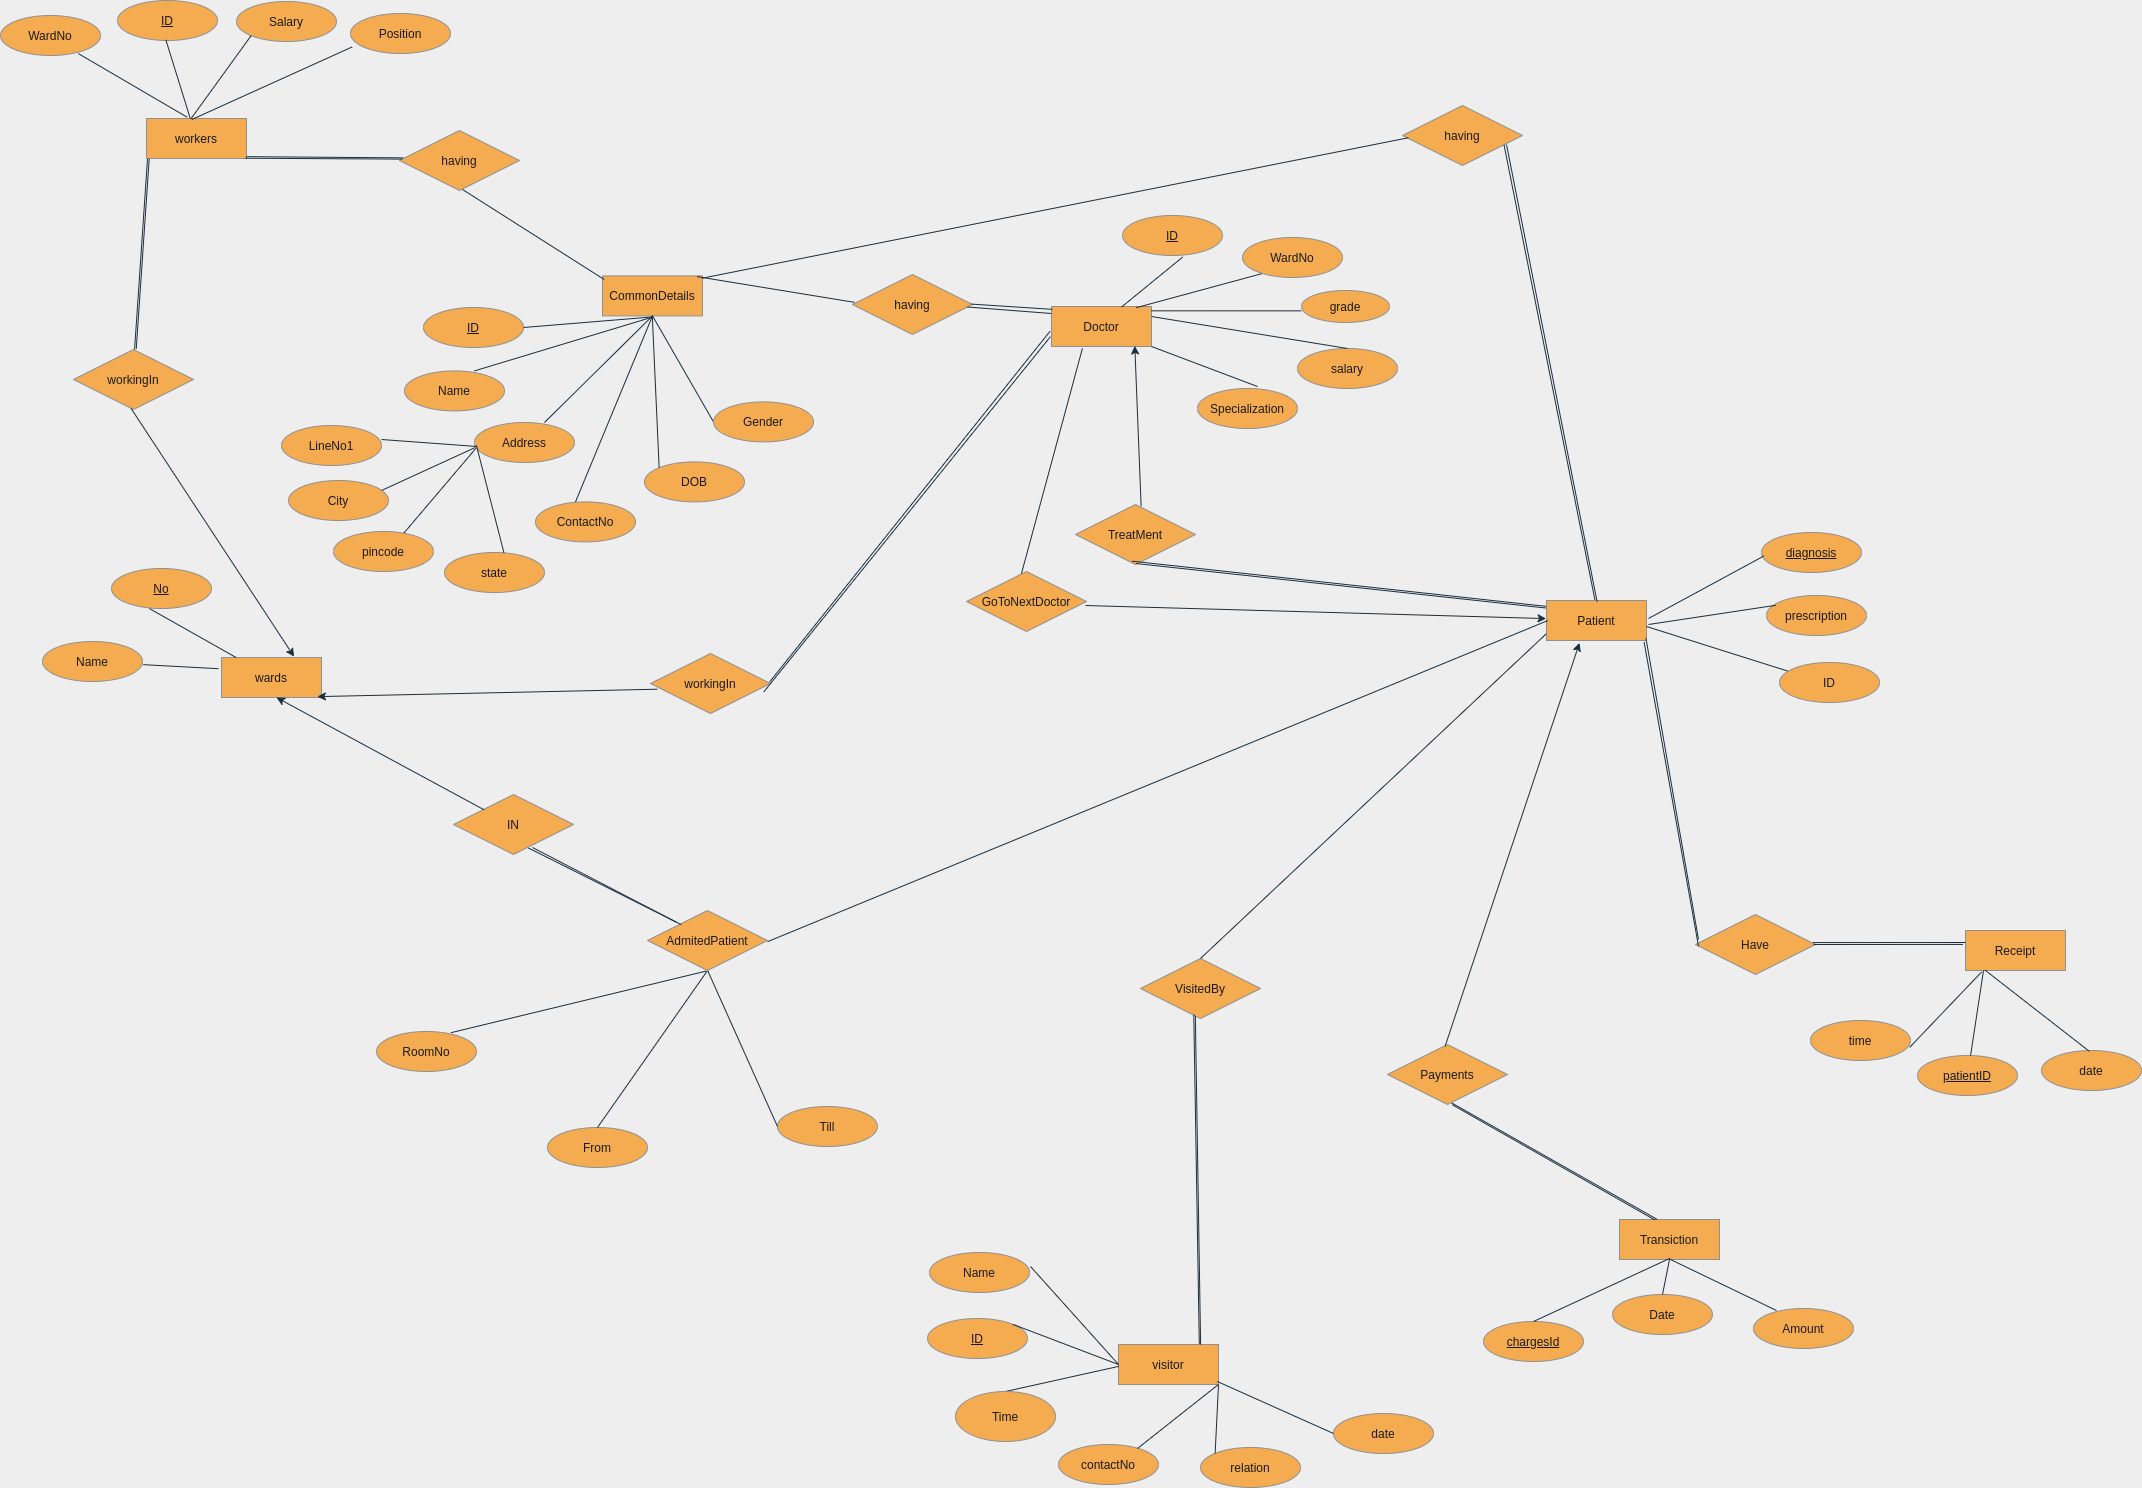 WardNo
ID
Salary
Position
workers
having
having
CommonDetails
having
ID
WardNo
grade
Doctor
salary
Specialization
ID
Name
Address
Gender
LineNo1
City
pincode
state
ContactNo
DOB
workingIn
No
Name
wards
workingIn
TreatMent
GoToNextDoctor
Patient
diagnosis
prescription
ID
IN
AdmitedPatient
RoomNo
From
Till
VisitedBy
Payments
Have
Receipt
time
patientID
date
Transiction
chargesId
Date
Amount
Name
ID
Time
visitor
contactNo
relation
date